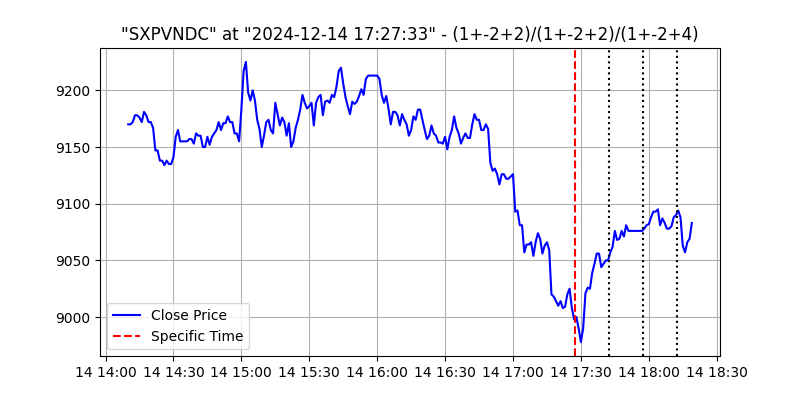 "SXPVNDC" at "2024-12-14 17:27:33" - (1+-2+2)/(1+-2+2)/(1+-2+4)
9200
9150
9100
9050
9000
Close Price
Specific Time
14 14:00 14 14:30 14 15:00 14 15:30 14 16:00 14 16:30 14 17:00 14 17:30 14 18:00 14 18:30